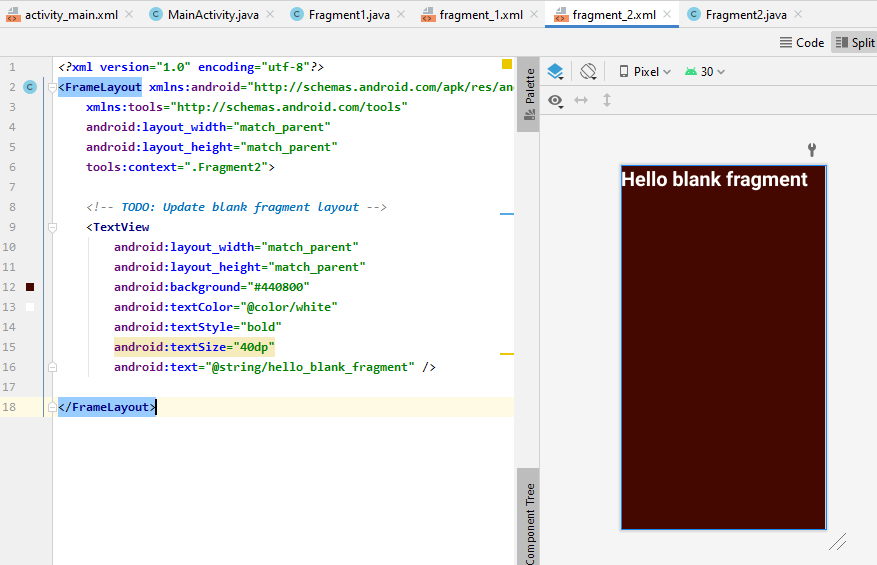 activity_main.xml MainActivity.java Fragment1.java fragment_1.xml fragment_2.xml Fragment2.java
Code Split
Pixel 30
1 <?xml version="1.0" encoding="utf-8"?>
2 <FrameLayout xmlns:android="http://schemas.android.com/apk/res/an
3 xmlns:tools="http://schemas.android.com/tools"
4 android:layout_width="match_parent"
5 android:layout_height="match_parent"
6 tools:context=".Fragment2">
7
8 <!-- TODO: Update blank fragment layout -->
9 <TextView
10 android:layout_width="match_parent"
11 android:layout_height="match_parent"
12 android:background="#440800"
13 android:textColor="@color/white"
14 android:textStyle="bold"
15 android:textSize="40dp"
16 android:text="@string/hello_blank_fragment" />
17
18 </FrameLayout>
Palette
Component Tree
Hello blank fragment